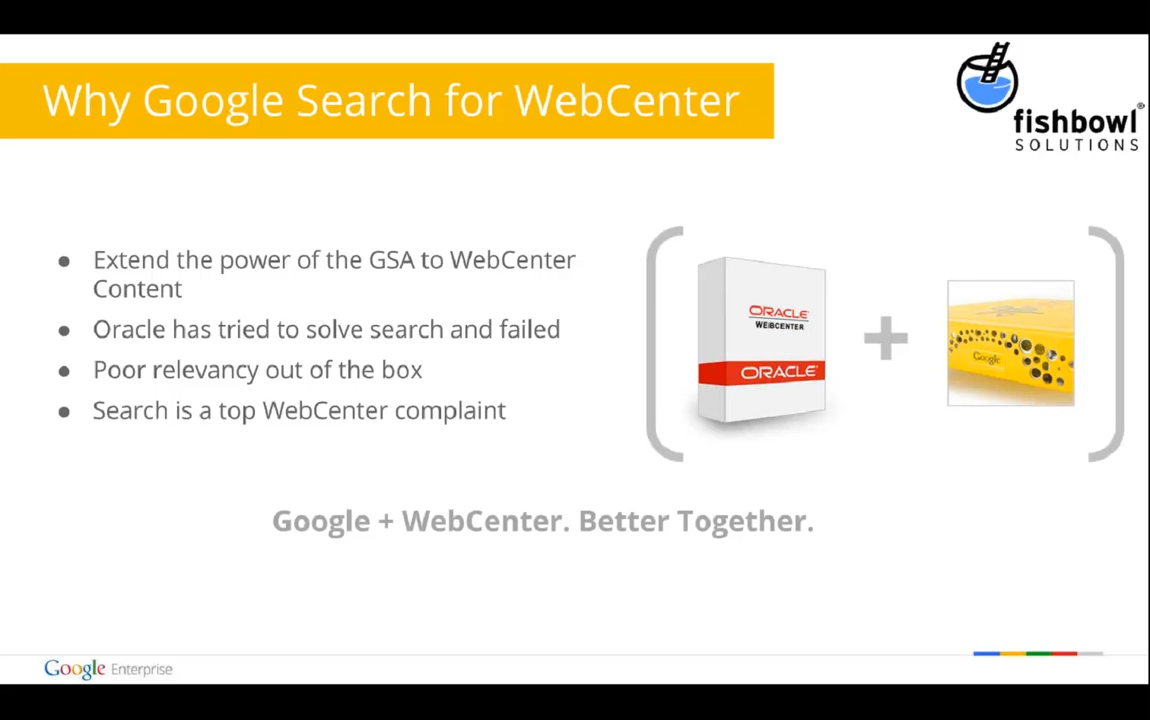 Why Google Search for WebCenter
fishbowl®
SOLUTIONS
● Extend the power of the GSA to WebCenter
Content
● Oracle has tried to solve search and failed
● Poor relevancy out of the box
● Search is a top WebCenter complaint
ORACLE®
WEBCENTER
ORACLE®
+
Google
Google + WebCenter. Better Together.
Google Enterprise